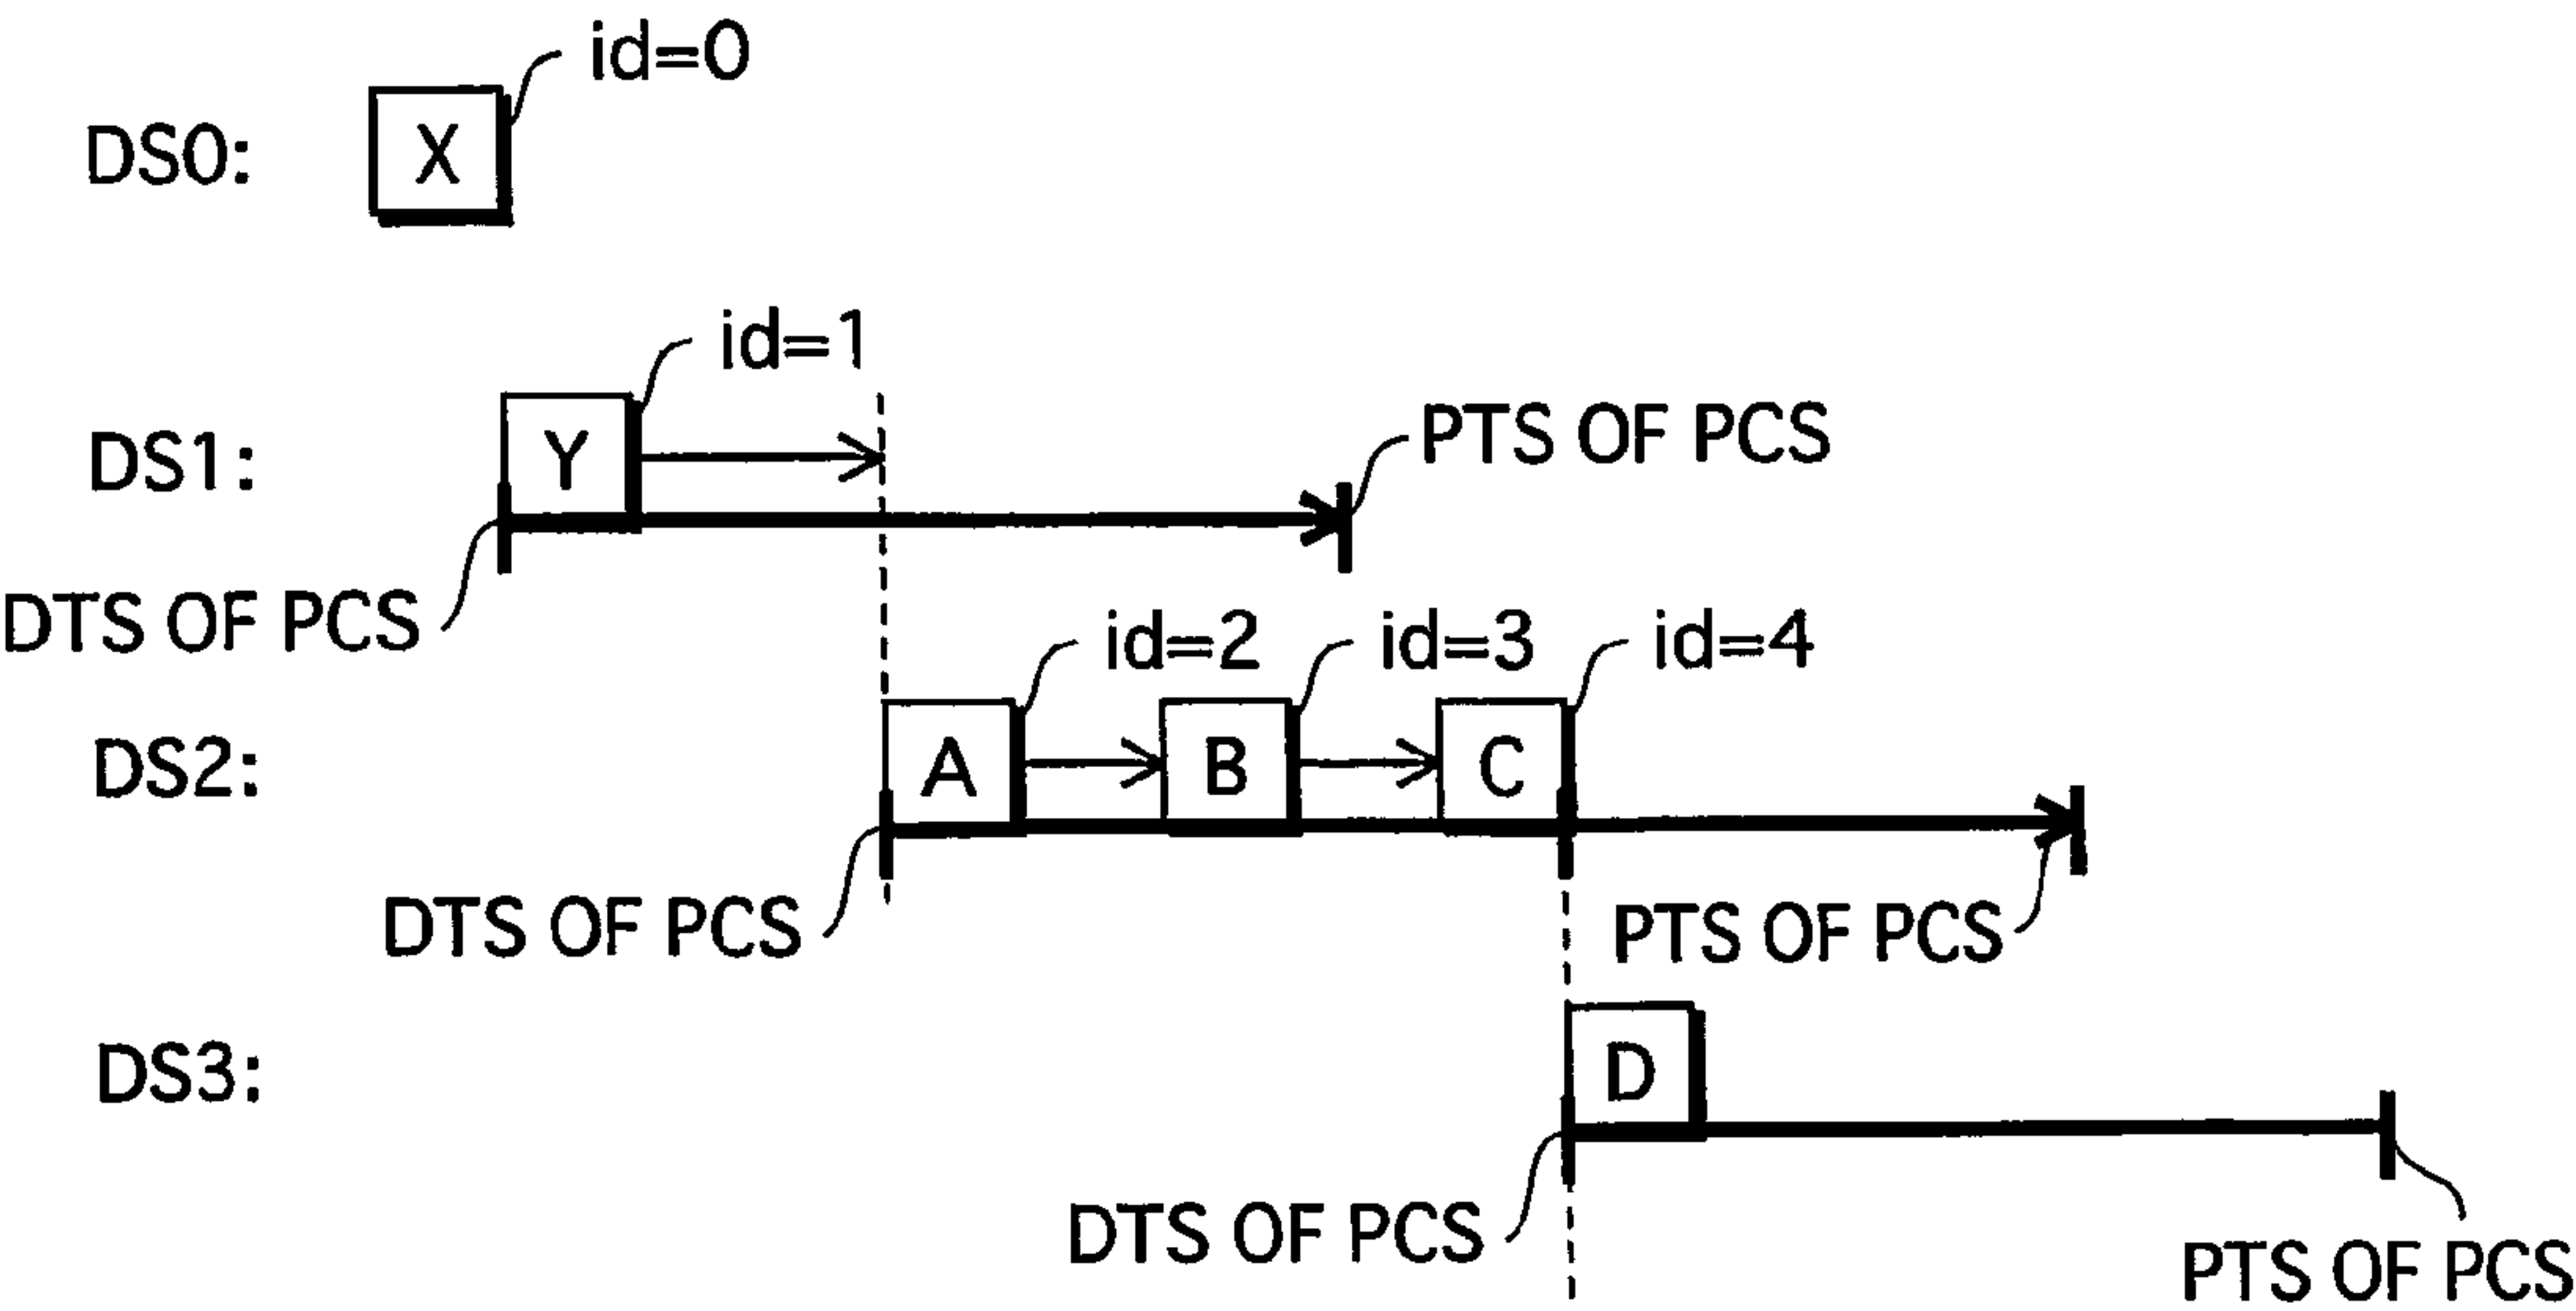 id=0
DS0:
X
id=1
DS1:
Y
PTS OF PCS
DTS OF PCS
id=2
id=3
id=4
DS2:
A
B
C
DTS OF PCS
PTS OF PCS
DS3:
D
DTS OF PCS
PTS OF PCS